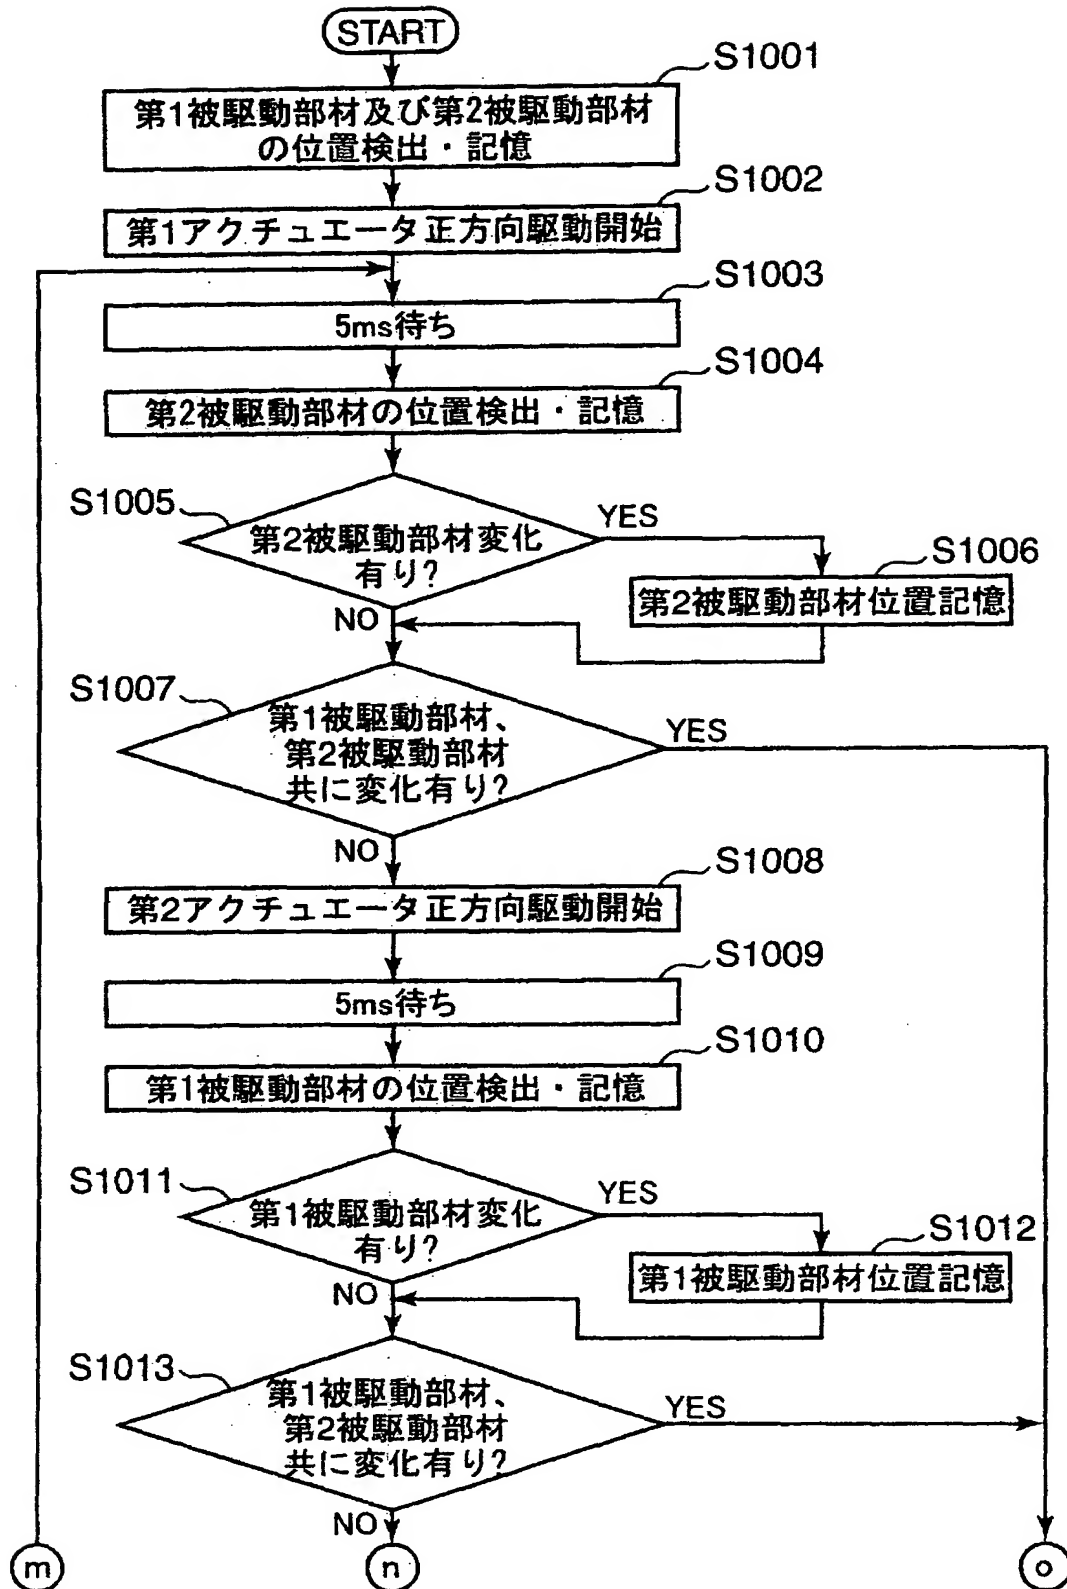 START
S1001
第1被駆動部材及び第2被駆動部材
の位置検出・記憶
S1002
第1アクチュエータ正方向駆動開始
S1003
5ms待ち
S1004
第2被駆動部材の位置検出・記憶
S1005
第2被駆動部材変化
有り?
YES
S1006
第2被駆動部材位置記憶
NO
S1007
第1被駆動部材、
第2被駆動部材
共に変化有り?
YES
NO
S1008
第2アクチュエータ正方向駆動開始
S1009
5ms待ち
S1010
第1被駆動部材の位置検出・記憶
S1011
第1被駆動部材変化
有り?
YES
S1012
第1被駆動部材位置記憶
NO
S1013
第1被駆動部材、
第2被駆動部材
共に変化有り?
YES
NO
m
n
o